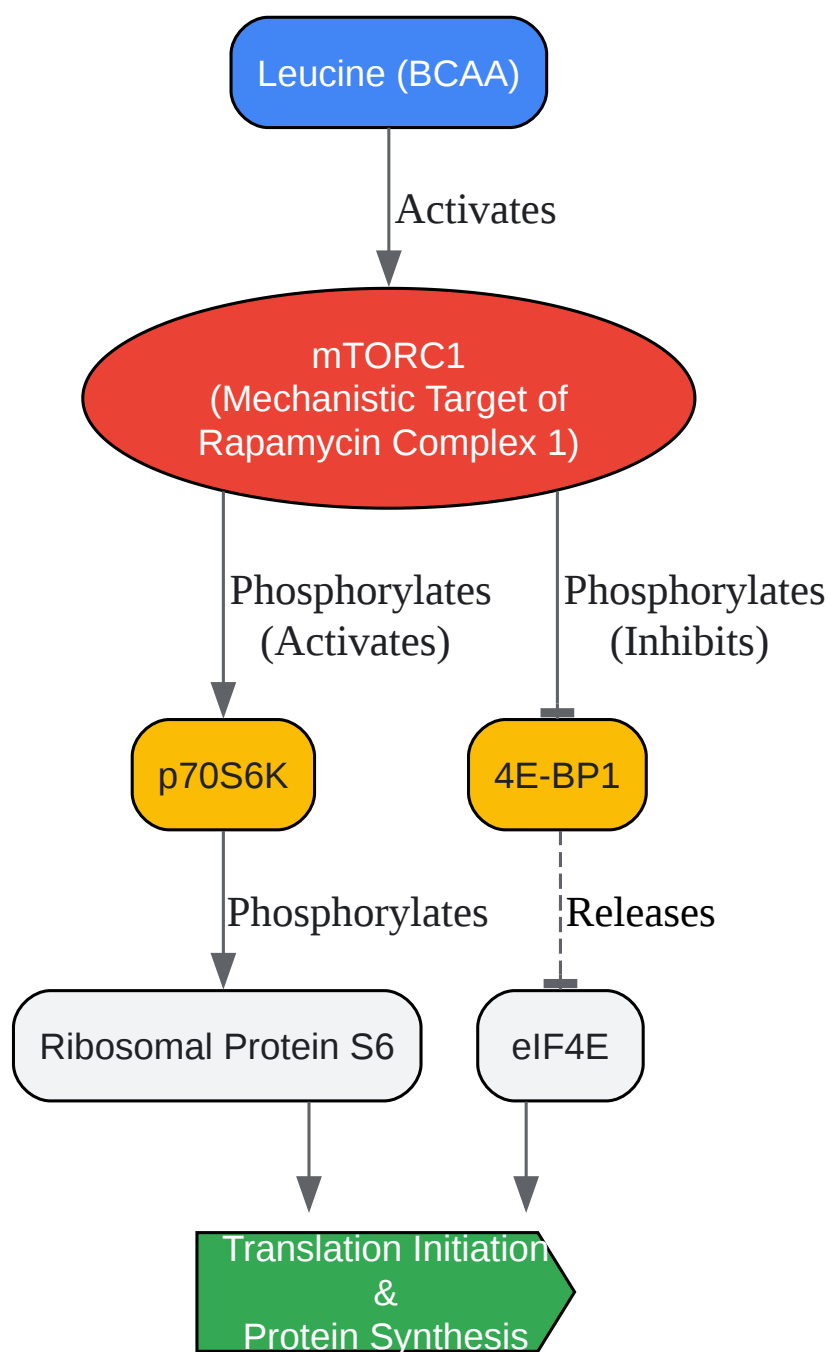 Leucine (BCAA)
Activates
mTORC1
(Mechanistic Target of
Rapamycin Complex 1)
Phosphorylates
(Activates)
Phosphorylates
(Inhibits)
p70S6K
4E-BP1
Phosphorylates
Releases
Ribosomal Protein S6
eIF4E
Translation Initiation
&
Protein Synthesis